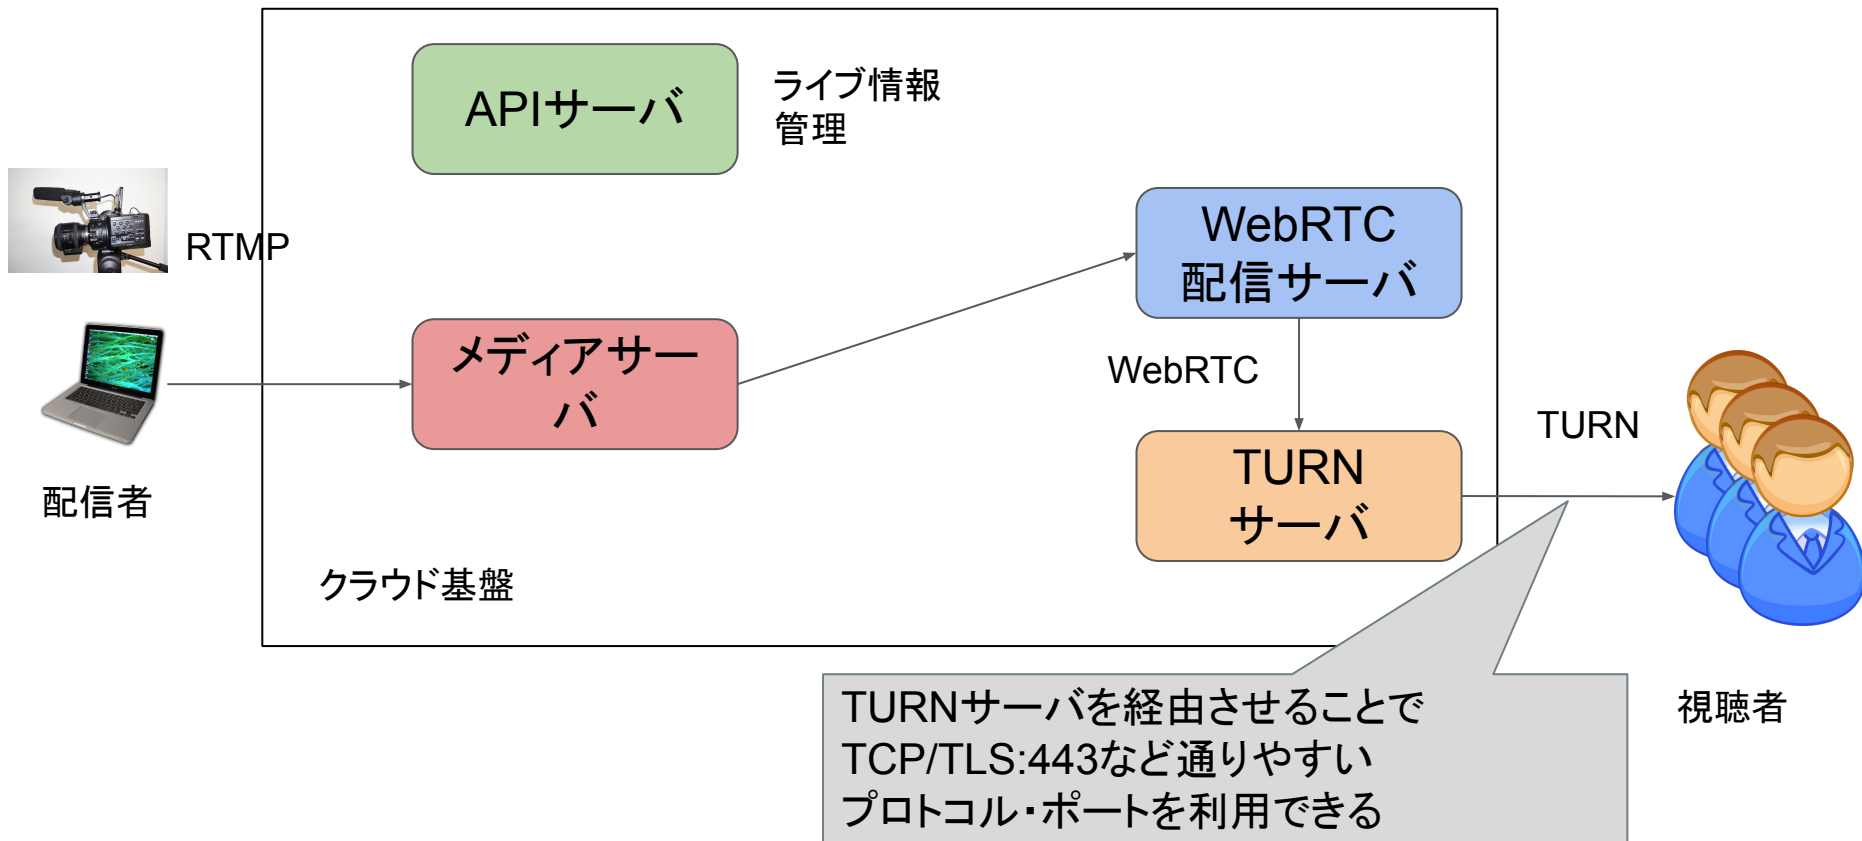 APIサーバ
ライブ情報
管理
RTMP
WebRTC
配信サーバ
メディアサー
バ
WebRTC
TURN
TURN
サーバ
配信者
クラウド基盤
TURNサーバを経由させることで
TCP/TLS:443など通りやすい
プロトコル・ポートを利用できる
視聴者